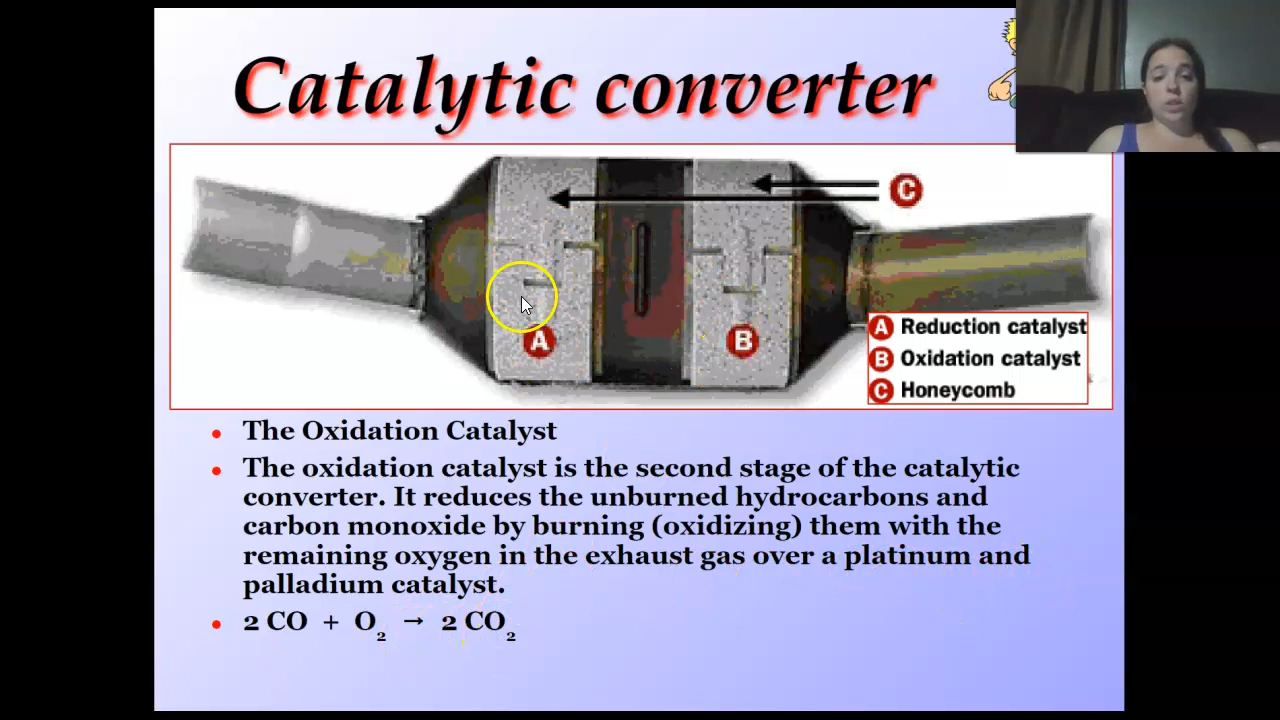 Catalytic converter
C
A
B
A Reduction catalyst
B Oxidation catalyst
C Honeycomb
• The Oxidation Catalyst
• The oxidation catalyst is the second stage of the catalytic
converter. It reduces the unburned hydrocarbons and
carbon monoxide by burning (oxidizing) them with the
remaining oxygen in the exhaust gas over a platinum and
palladium catalyst.
• 2 CO + O₂ → 2 CO₂